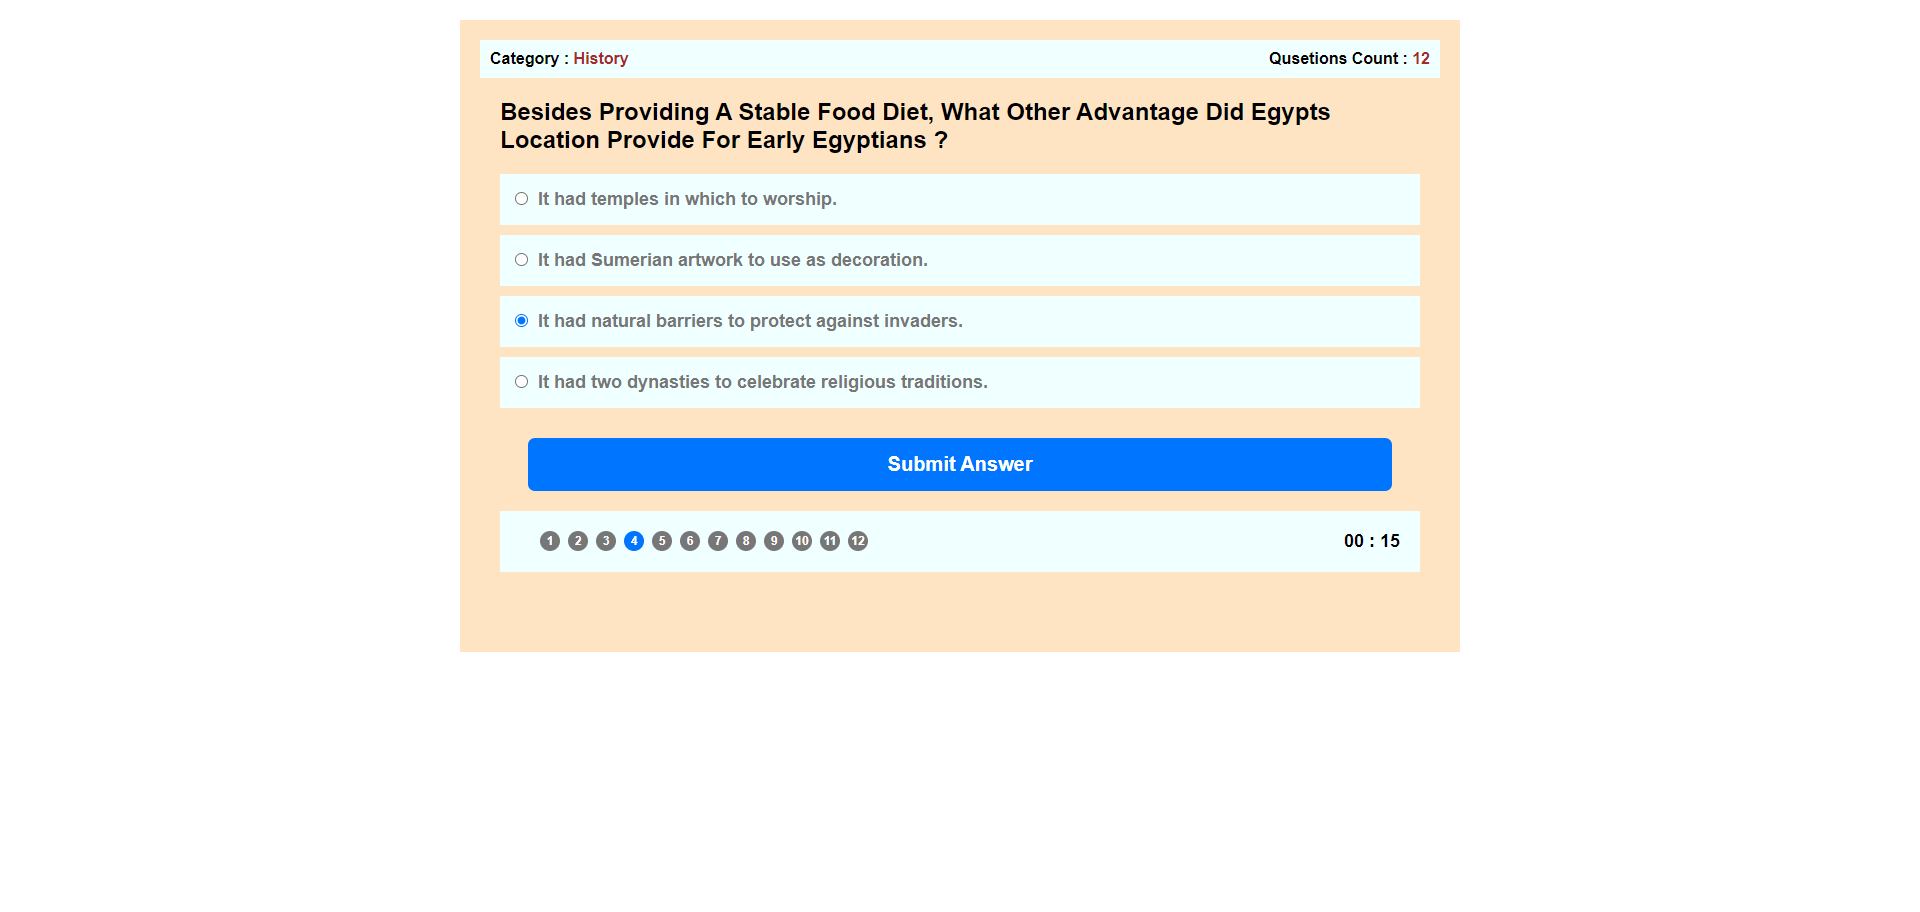 Category : History
Qusetions Count : 12
Besides Providing A Stable Food Diet, What Other Advantage Did Egypts
Location Provide For Early Egyptians ?
It had temples in which to worship.
It had Sumerian artwork to use as decoration.
It had natural barriers to protect against invaders.
It had two dynasties to celebrate religious traditions.
Submit Answer
1 2 3 4 5 6 7 8 9 10 11 12
00 : 15